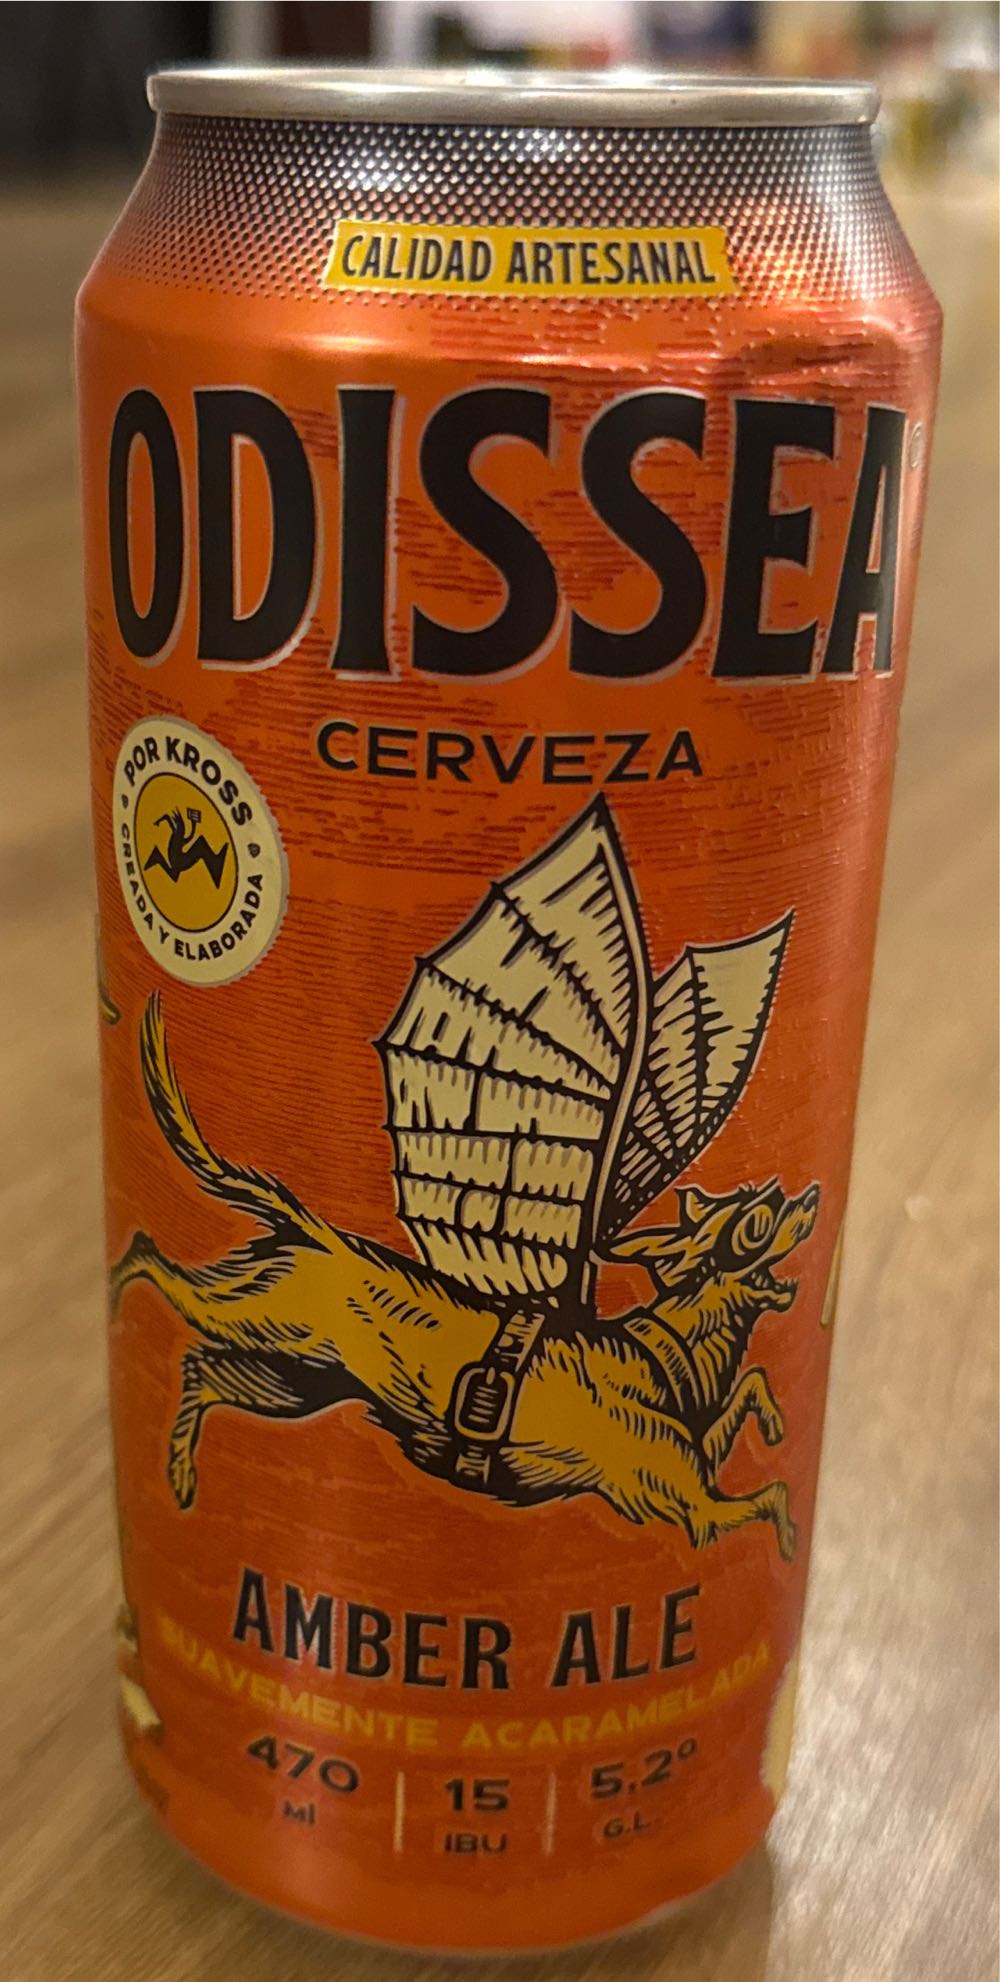 CALIDAD ARTESANAL
ODISSEA
CERVEZA
POR KROSS
CREADA Y ELABORADA
AMBER ALE
SUAVEMENTE ACARAMELADA
470 15 5,2°
Ml IBU G.L.